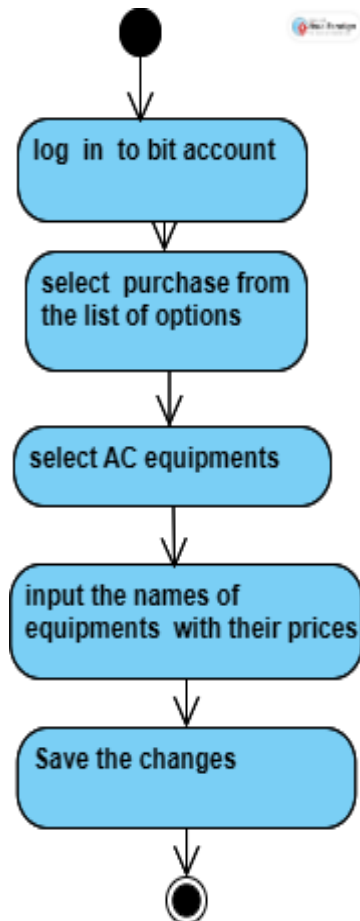 log in to bit account
select purchase from
the list of options
select AC equipments
input the names of
equipments with their prices
Save the changes